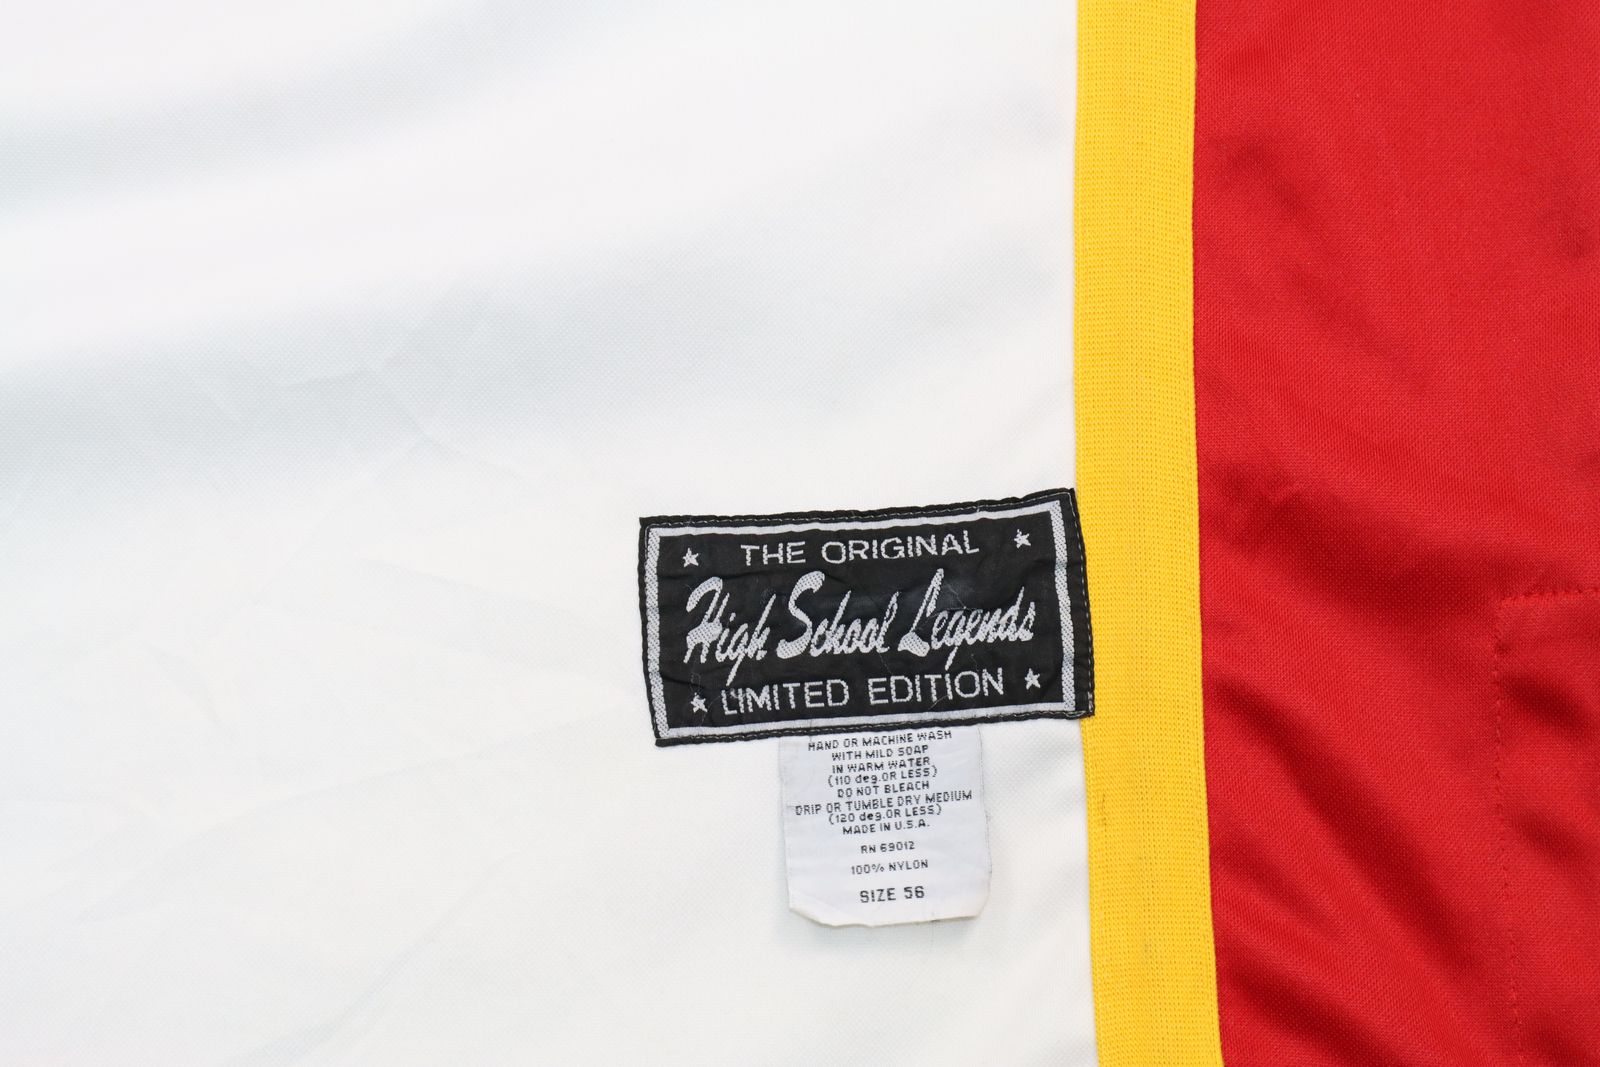 THE ORIGINAL
High School Legends
LIMITED EDITION
HAND OR MACHINE WASH
WITH MILD SOAP
IN WARM WATER
(110 deg.OR LESS)
DO NOT BLEACH
DRIP OR TUMBLE DRY MEDIUM
(120 deg.OR LESS)
MADE IN U.S.A.
RN 69012
100% NYLON
SIZE 56